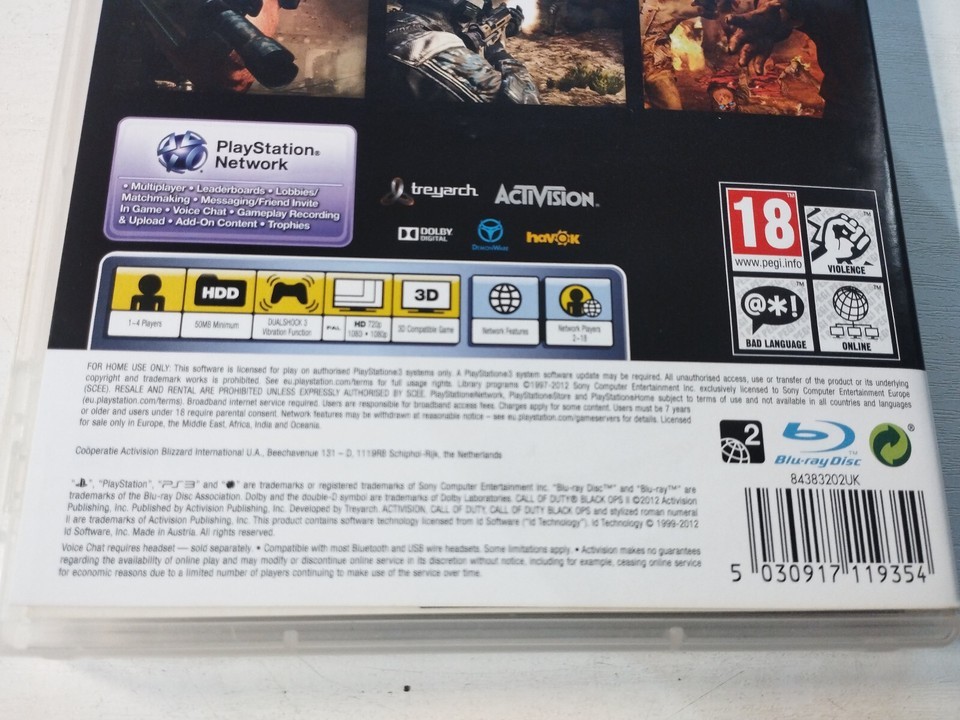 PlayStation®
Network
• Multiplayer • Leaderboards • Lobbies/
Matchmaking • Messaging/Friend Invite
In Game • Voice Chat • Gameplay Recording
& Upload • Add-On Content • Trophies
treyarch
ACTIVISION
DOLBY
DIGITAL
DEMONWARE
havok
18
www.pegi.info
VIOLENCE
@*!
BAD LANGUAGE
ONLINE
HDD
3D
1-4 Players
50MB Minimum
DUALSHOCK 3
Vibration Function
PAL
HD 720p
1080i • 1080p
3D Compatible Game
Network Features
Network Players
2-18
FOR HOME USE ONLY: This software is licensed for play on authorised PlayStation®3 systems only. A PlayStation®3 system software update may be required. All unauthorised access, use or transfer of the product or its underlying
copyright and trademark works is prohibited. See eu.playstation.com/terms for full usage rights. Library programs ©1997-2012 Sony Computer Entertainment Inc. exclusively licensed to Sony Computer Entertainment Europe
(SCEE). RESALE AND RENTAL ARE PROHIBITED UNLESS EXPRESSLY AUTHORISED BY SCEE. PlayStation®Network, PlayStation®Store and PlayStation®Home subject to terms of use and not available in all countries and languages
(eu.playstation.com/terms). Broadband internet service required. Users are responsible for broadband access fees. Charges apply for some content. Users must be 7 years
or older and users under 18 require parental consent. Network features may be withdrawn at reasonable notice – see eu.playstation.com/gameservers for details. Licensed
for sale only in Europe, the Middle East, Africa, India and Oceania.
Coöperatie Activision Blizzard International U.A., Beechavenue 131 – D, 1119RB Schiphol-Rijk, the Netherlands
2
Blu-ray Disc™
®
84383202UK
", "PlayStation", "PS3" and " " are trademarks or registered trademarks of Sony Computer Entertainment Inc. "Blu-ray Disc™" and "Blu-ray™" are
trademarks of the Blu-ray Disc Association. Dolby and the double-D symbol are trademarks of Dolby Laboratories. CALL OF DUTY® BLACK OPS II ©2012 Activision
Publishing, Inc. Published by Activision Publishing, Inc. Developed by Treyarch. ACTIVISION, CALL OF DUTY, CALL OF DUTY BLACK OPS and stylized roman numeral
II are trademarks of Activision Publishing, Inc. This product contains software technology licensed from Id Software ("Id Technology"). Id Technology © 1999-2012
Id Software, Inc. Made in Austria. All rights reserved.
Voice Chat requires headset — sold separately. • Compatible with most Bluetooth and USB wire headsets. Some limitations apply. • Activision makes no guarantees
regarding the availability of online play and may modify or discontinue online service in its discretion without notice, including for example, ceasing online service
for economic reasons due to a limited number of players continuing to make use of the service over time.
5 030917 119354